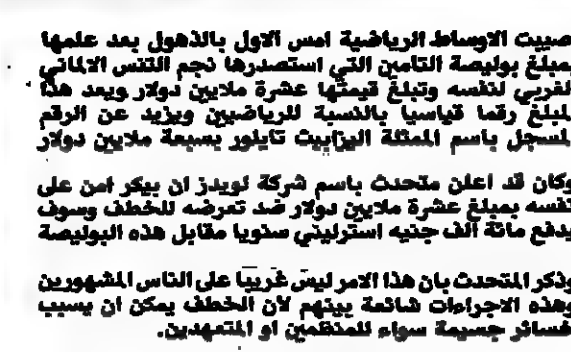 صيبت الاوساط الرياضية امس الاول بالذهول بعد علمها
بمبلغ بوليصة التأمين التي استصدرها نجم التنس الالماني
لغربي لنفسه وتبلغ قيمتها عشرة ملايين دولار ويعد هذا
لمبلغ رقما قياسيا بالنسبة للرياضيين ويزيد عن الرقم
لمسجل باسم الممثلة اليزابيث تايلور بسبعة ملايين دولار
وكان قد اعلن متحدث باسم شركة لويدز ان بيكر امن على
نفسه بمبلغ عشرة ملايين دولار ضد تعرضه للخطف وسوف
يدفع مائة الف جنيه استرليني سنويا مقابل هذه البوليصة
وذكر المتحدث بان هذا الامر ليس غريبا على الناس المشهورين
وهذه الاجراءات شائعة بينهم لأن الخطف يمكن ان يسبب
خسائر جسيمة سواء للمنظمين او المتعهدين.